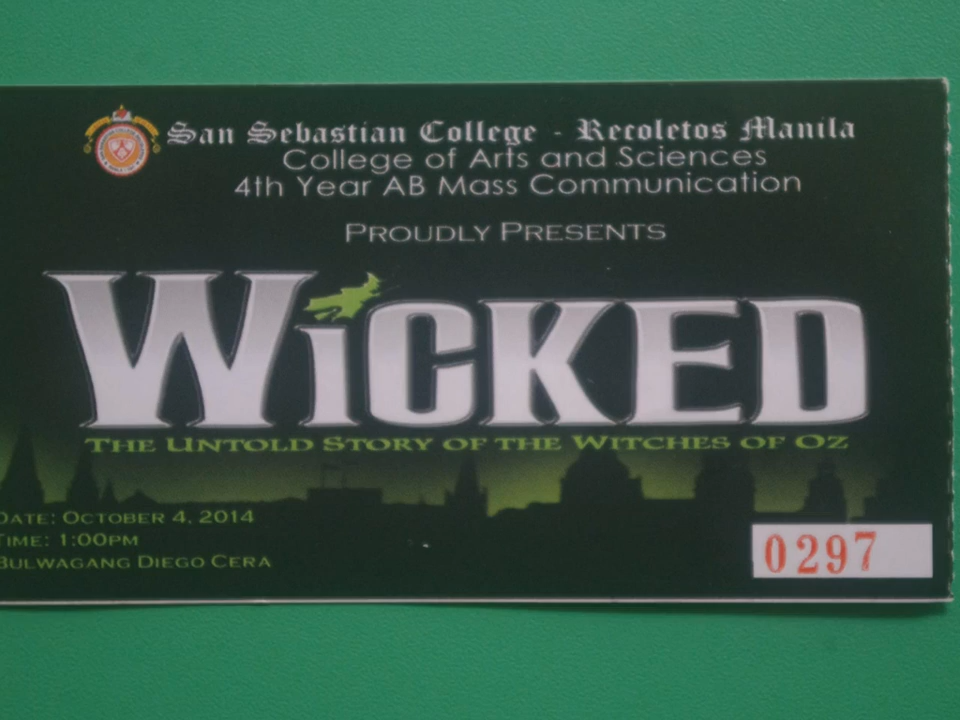 San Sebastian College - Recoletos Manila
College of Arts and Sciences
4th Year AB Mass Communication
PROUDLY PRESENTS
WiCKED
THE UNTOLD STORY OF THE WITCHES OF OZ
DATE: OCTOBER 4, 2014
TIME: 1:00PM
BULWAGANG DIEGO CERA
0297